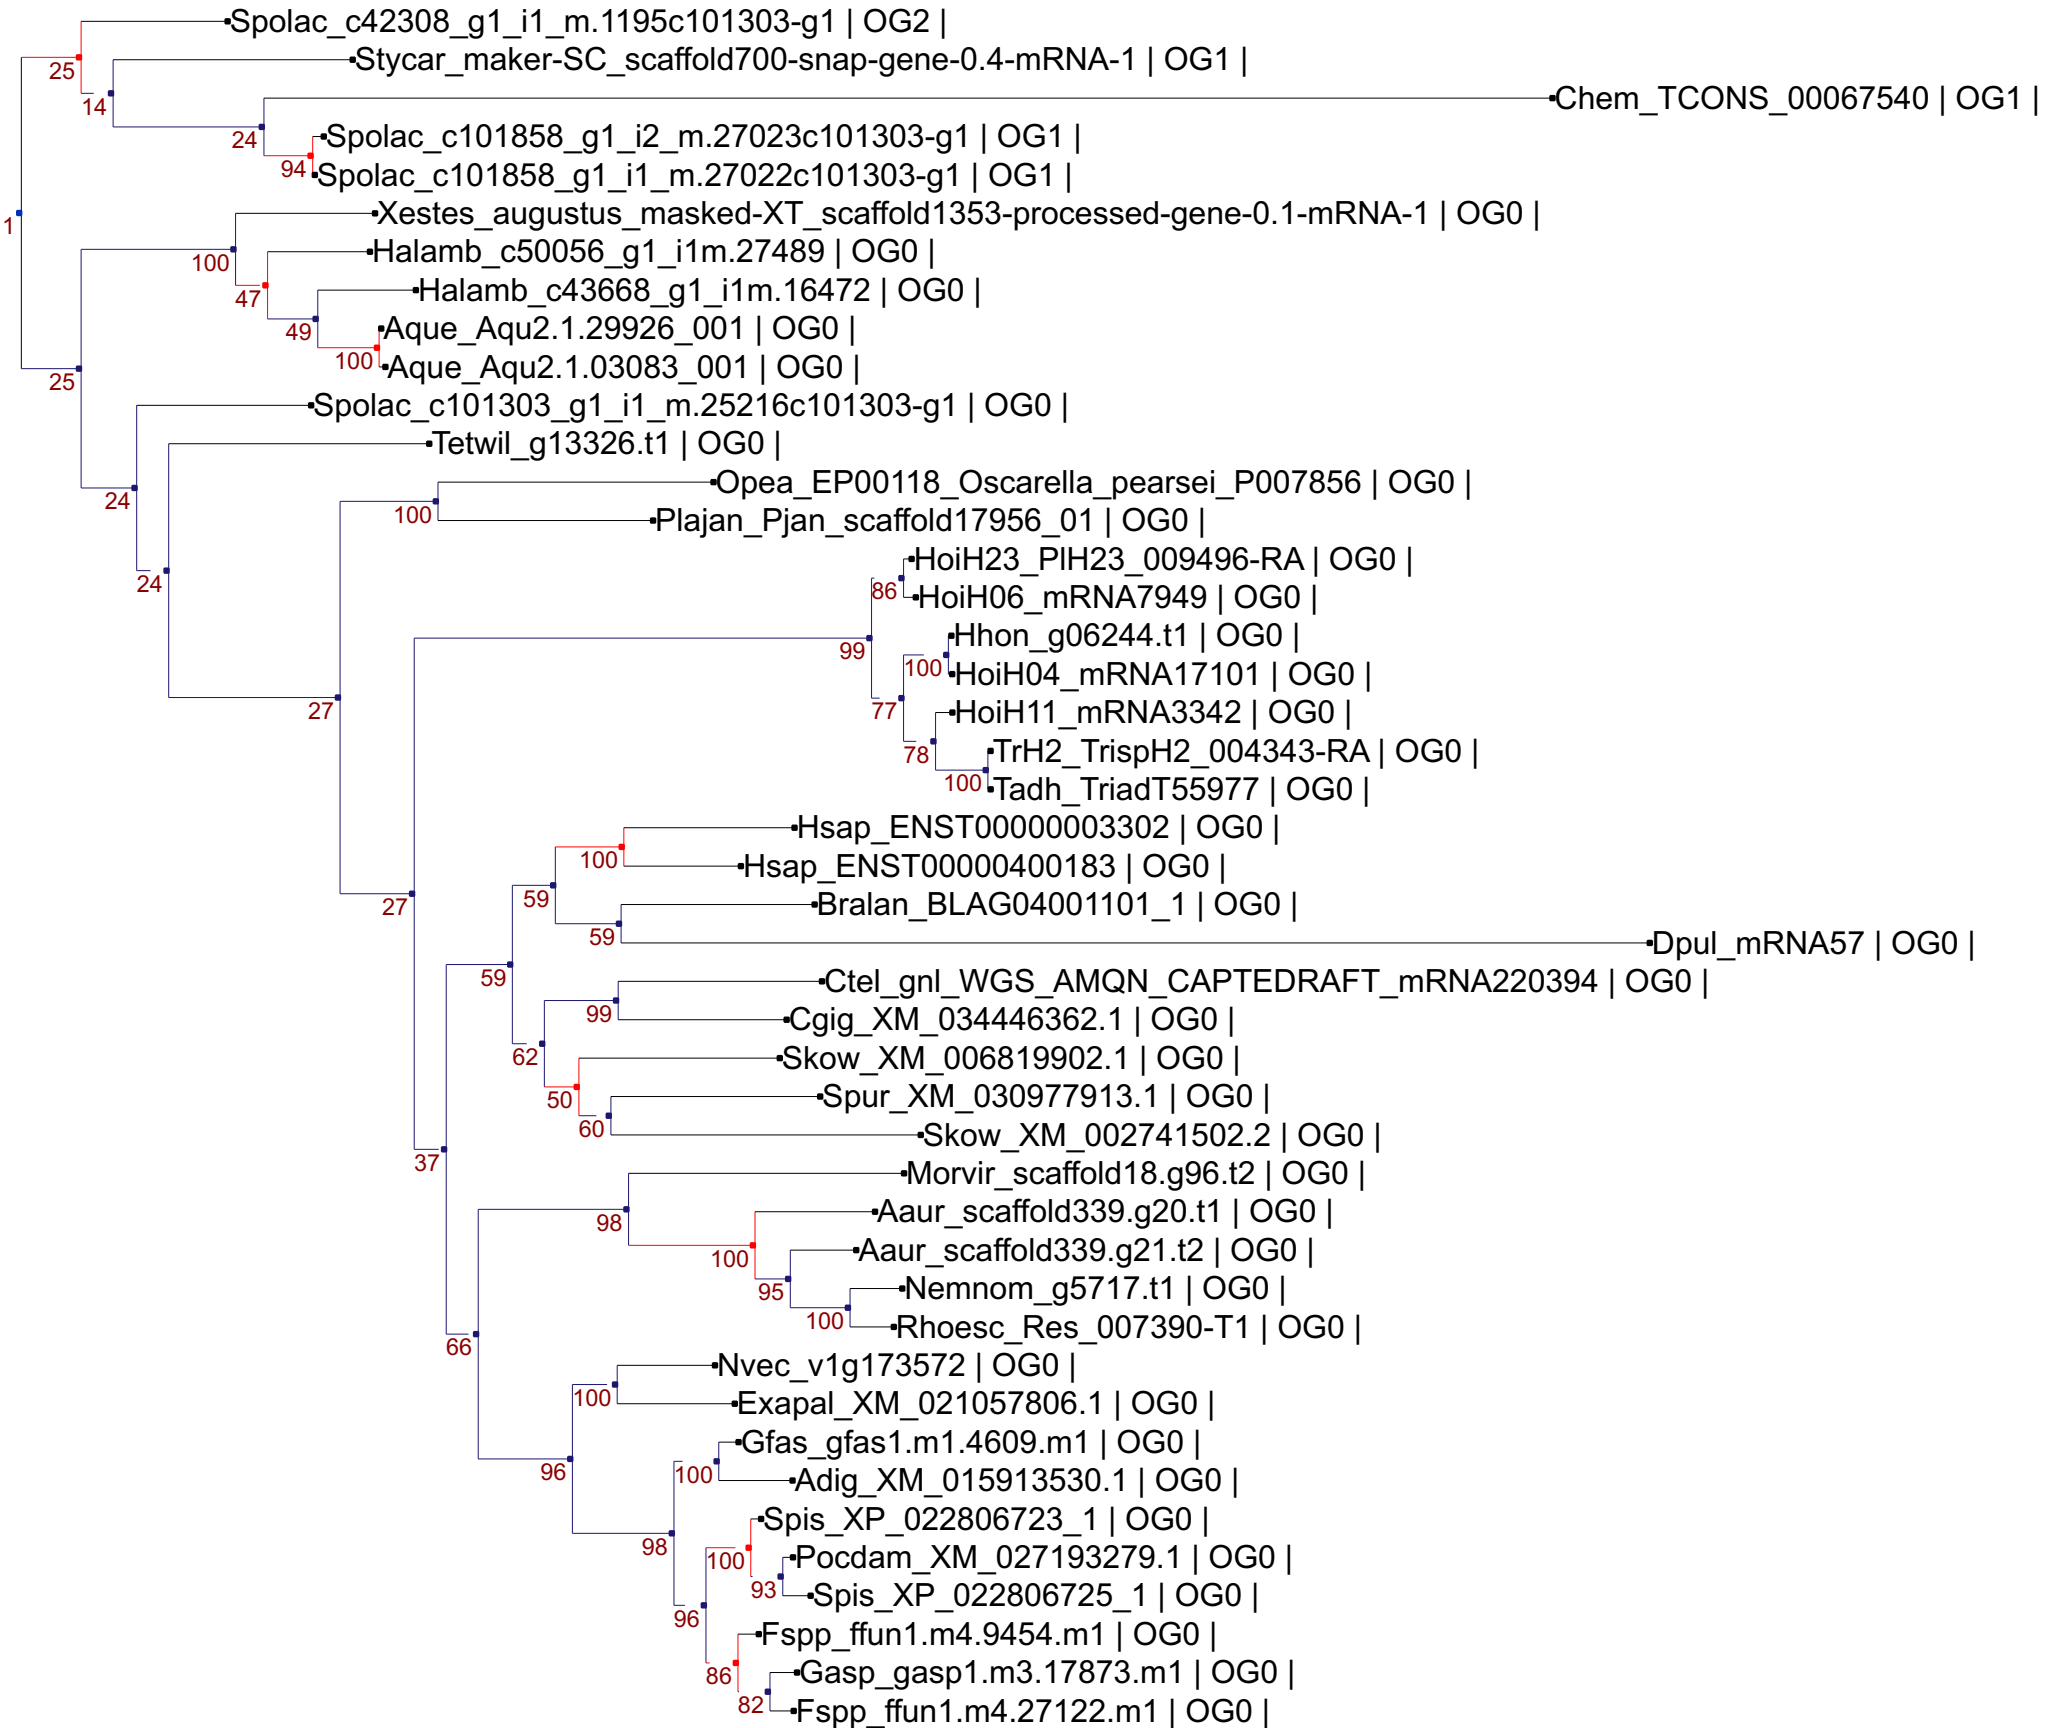 Spolac_c42308_g1_i1_m.1195c101303-g1 | OG2 |
25
Stycar_maker-SC_scaffold700-snap-gene-0.4-mRNA-1 | OG1 |
14
Chem_TCONS_00067540 | OG1 |
24
Spolac_c101858_g1_i2_m.27023c101303-g1 | OG1 |
94
Spolac_c101858_g1_i1_m.27022c101303-g1 | OG1 |
1
Xestes_augustus_masked-XT_scaffold1353-processed-gene-0.1-mRNA-1 | OG0 |
100
Halamb_c50056_g1_i1m.27489 | OG0 |
47
Halamb_c43668_g1_i1m.16472 | OG0 |
49
Aque_Aqu2.1.29926_001 | OG0 |
100
Aque_Aqu2.1.03083_001 | OG0 |
25
Spolac_c101303_g1_i1_m.25216c101303-g1 | OG0 |
Tetwil_g13326.t1 | OG0 |
24
Opea_EP00118_Oscarella_pearsei_P007856 | OG0 |
100
Plajan_Pjan_scaffold17956_01 | OG0 |
HoiH23_PlH23_009496-RA | OG0 |
24
86
HoiH06_mRNA7949 | OG0 |
Hhon_g06244.t1 | OG0 |
99
100
HoiH04_mRNA17101 | OG0 |
27
77
HoiH11_mRNA3342 | OG0 |
78
TrH2_TrispH2_004343-RA | OG0 |
100
Tadh_TriadT55977 | OG0 |
Hsap_ENST00000003302 | OG0 |
100
Hsap_ENST00000400183 | OG0 |
59
27
Bralan_BLAG04001101_1 | OG0 |
59
Dpul_mRNA57 | OG0 |
59
Ctel_gnl_WGS_AMQN_CAPTEDRAFT_mRNA220394 | OG0 |
99
Cgig_XM_034446362.1 | OG0 |
62
Skow_XM_006819902.1 | OG0 |
50
Spur_XM_030977913.1 | OG0 |
60
Skow_XM_002741502.2 | OG0 |
37
Morvir_scaffold18.g96.t2 | OG0 |
98
Aaur_scaffold339.g20.t1 | OG0 |
100
Aaur_scaffold339.g21.t2 | OG0 |
95
Nemnom_g5717.t1 | OG0 |
100
Rhoesc_Res_007390-T1 | OG0 |
66
Nvec_v1g173572 | OG0 |
100
Exapal_XM_021057806.1 | OG0 |
Gfas_gfas1.m1.4609.m1 | OG0 |
96
100
Adig_XM_015913530.1 | OG0 |
Spis_XP_022806723_1 | OG0 |
98
100
Pocdam_XM_027193279.1 | OG0 |
93
Spis_XP_022806725_1 | OG0 |
96
Fspp_ffun1.m4.9454.m1 | OG0 |
86
Gasp_gasp1.m3.17873.m1 | OG0 |
82
Fspp_ffun1.m4.27122.m1 | OG0 |